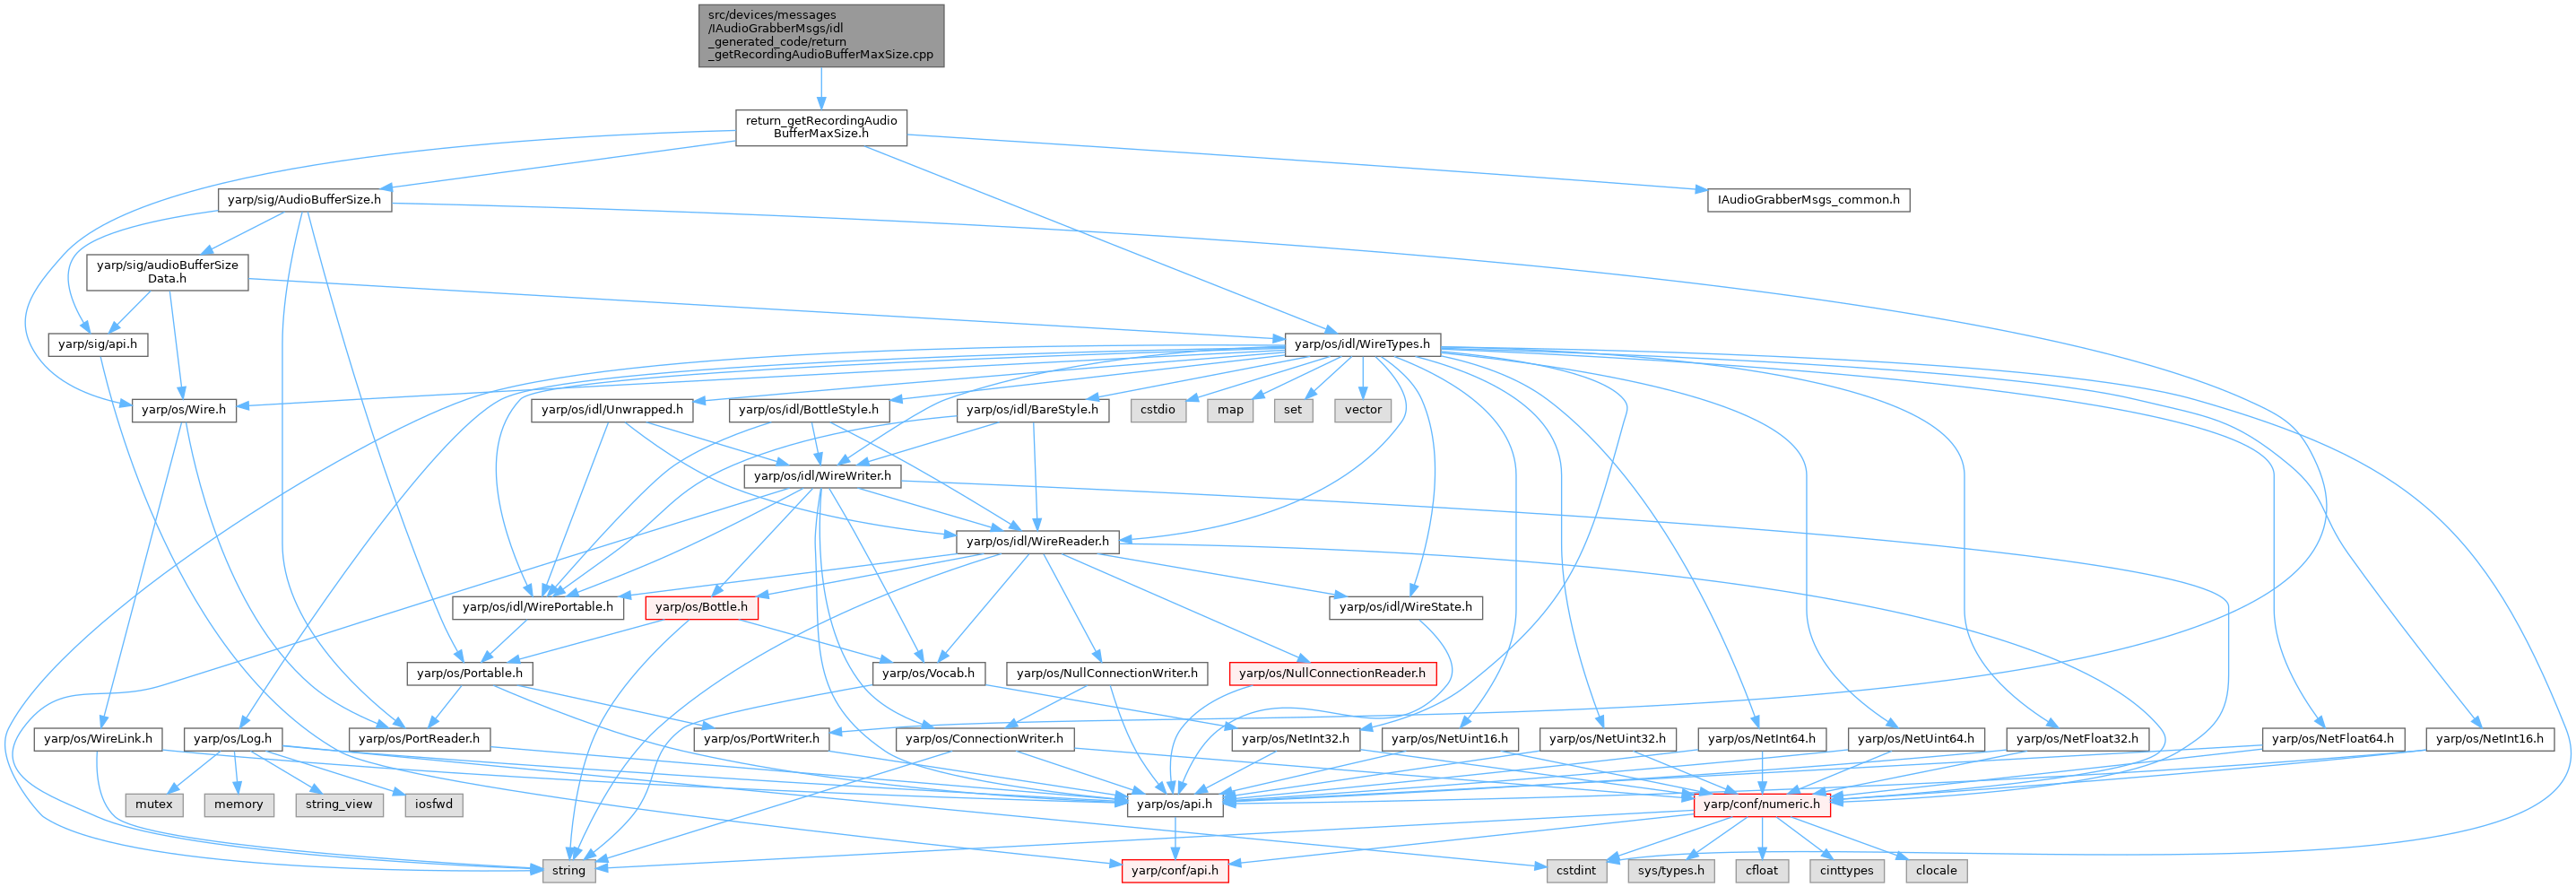 src/devices/messages
/IAudioGrabberMsgs/idl
_generated_code/return
_getRecordingAudioBufferMaxSize.cpp
return_getRecordingAudio
BufferMaxSize.h
yarp/sig/AudioBufferSize.h
IAudioGrabberMsgs_common.h
yarp/sig/audioBufferSize
Data.h
yarp/sig/api.h
yarp/os/idl/WireTypes.h
yarp/os/Wire.h
yarp/os/idl/Unwrapped.h
yarp/os/idl/BottleStyle.h
yarp/os/idl/BareStyle.h
cstdio
map
set
vector
yarp/os/idl/WireWriter.h
yarp/os/idl/WireReader.h
yarp/os/idl/WirePortable.h
yarp/os/Bottle.h
yarp/os/idl/WireState.h
yarp/os/Portable.h
yarp/os/Vocab.h
yarp/os/NullConnectionWriter.h
yarp/os/NullConnectionReader.h
yarp/os/WireLink.h
yarp/os/Log.h
yarp/os/PortReader.h
yarp/os/PortWriter.h
yarp/os/ConnectionWriter.h
yarp/os/NetInt32.h
yarp/os/NetUint16.h
yarp/os/NetUint32.h
yarp/os/NetInt64.h
yarp/os/NetUint64.h
yarp/os/NetFloat32.h
yarp/os/NetFloat64.h
yarp/os/NetInt16.h
mutex
memory
string_view
iosfwd
yarp/os/api.h
yarp/conf/numeric.h
string
yarp/conf/api.h
cstdint
sys/types.h
cfloat
cinttypes
clocale